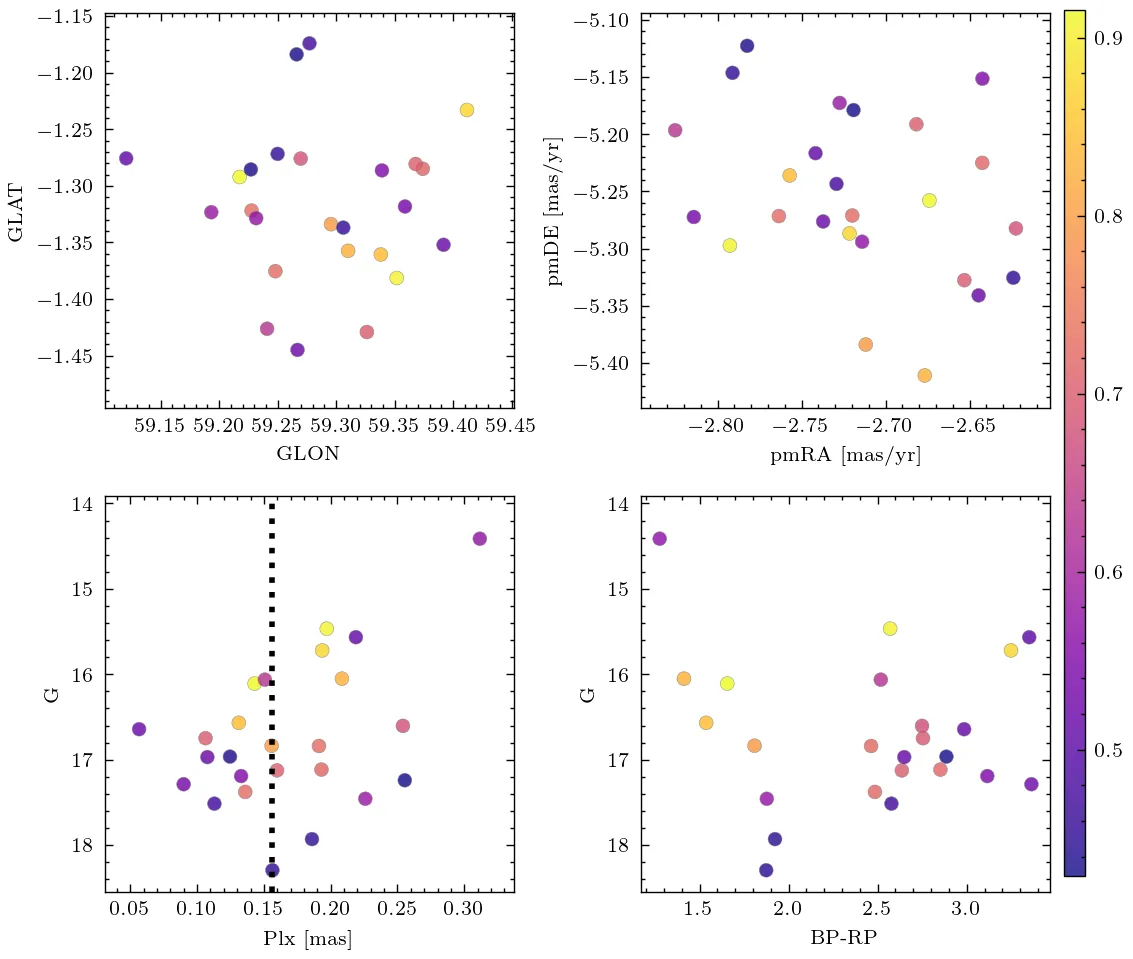 −1.15
−1.20
−1.25
−1.30
−1.35
−1.40
−1.45
GLAT
59.15 59.20 59.25 59.30 59.35 59.40 59.45
GLON
−5.10
−5.15
−5.20
−5.25
−5.30
−5.35
−5.40
pmDE [mas/yr]
−2.80 −2.75 −2.70 −2.65
pmRA [mas/yr]
14
15
16
17
18
G
0.05 0.10 0.15 0.20 0.25 0.30
Plx [mas]
14
15
16
17
18
G
1.5 2.0 2.5 3.0
BP-RP
0.9
0.8
0.7
0.6
0.5